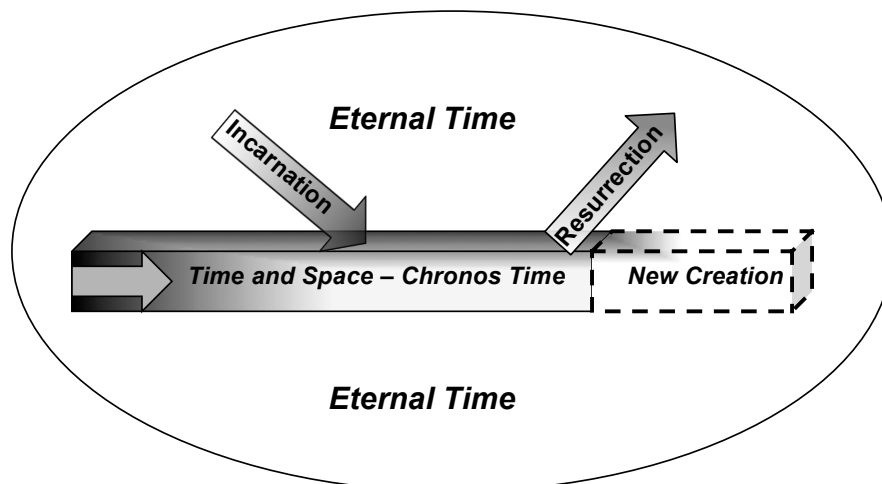 Eternal Time
Incarnation
Resurrection
Time and Space – Chronos Time
New Creation
Eternal Time